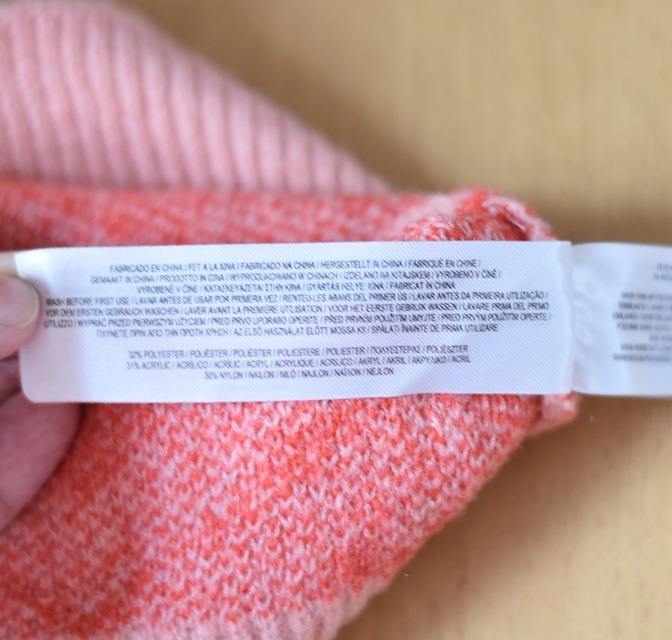 FABRICADO EN CHINA / FET A LA XINA / FABRICADO NA CHINA / HERGESTELLT IN CHINA / FABRIQUÉ EN CHINE /
GEMAAKT IN CHINA / PRODOTTO IN CINA / WYPRODUKOWANO W CHINACH / IZDELANO NA KITAJSKEM / VYROBENO V ČÍNĚ /
VYROBENÉ V ČÍNE / ΚΑΤΑΣΚΕΥΑΖΕΤΑΙ ΣΤΗΝ ΚΙΝΑ / GYÁRTÁS HELYE: KÍNA / FABRICAT IN CHINA
WASH BEFORE FIRST USE / LAVAR ANTES DE USAR POR PRIMERA VEZ / RENTEU-LES ABANS DEL PRIMER ÚS / LAVAR ANTES DA PRIMEIRA UTILIZAÇÃO /
VOR DEM ERSTEN GEBRAUCH WASCHEN / LAVER AVANT LA PREMIÈRE UTILISATION / VOOR HET EERSTE GEBRUIK WASSEN / LAVARE PRIMA DEL PRIMO
UTILIZZO / WYPRAĆ PRZED PIERWSZYM UŻYCIEM / PRED PRVO UPORABO OPERITE / PŘED PRVNÍM POUŽITÍM UMYJTE / PRED PRVÝM POUŽITÍM OPERTE /
ΠΛΥΝΕΤΕ ΠΡΙΝ ΑΠΟ ΤΗΝ ΠΡΩΤΗ ΧΡΗΣΗ / AZ ELSŐ HASZNÁLAT ELŐTT MOSSA KI / SPĂLAȚI ÎNAINTE DE PRIMA UTILIZARE
32% POLYESTER / POLIÉSTER / POLIÈSTER / POLIESTERE / POLIESTER / ΠΟΛΥΕΣΤΕΡΑΣ / POLIÉSZTER
31% ACRYLIC / ACRÍLICO / ACRÍLIC / ACRYL / ACRYLIQUE / ACRILICO / AKRYL / AKRIL / ΑΚΡΥΛΙΚΟ / ACRIL
30% NYLON / NAILON / NILÓ / NAJLON / ΝΑΪΛΟΝ / NEJLON